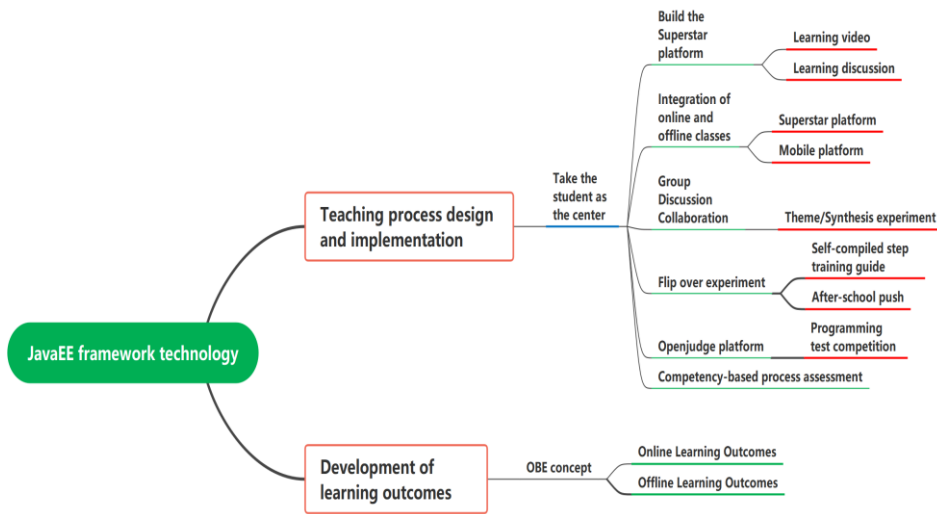 Build the
Superstar
platform
Learning video
Learning discussion
Integration of
online and
offline classes
Superstar platform
Mobile platform
Take the
student as
the center
Group
Discussion
Collaboration
Theme/Synthesis experiment
Teaching process design
and implementation
Self-compiled step
training guide
Flip over experiment
After-school push
Programming
test competition
Openjudge platform
Competency-based process assessment
JavaEE framework technology
Development of
learning outcomes
OBE concept
Online Learning Outcomes
Offline Learning Outcomes